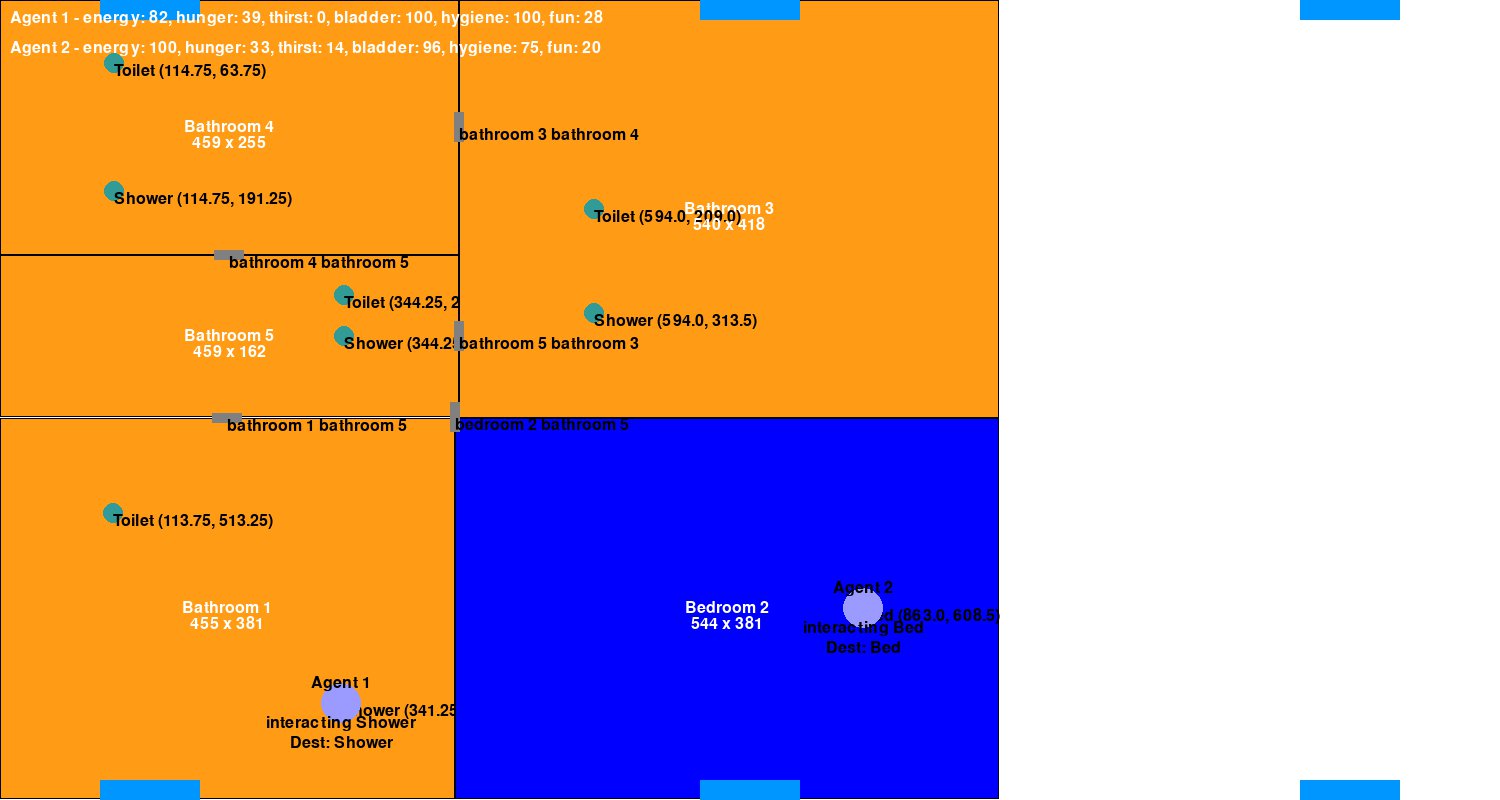 Agent 1 - energy: 82, hunger: 39, thirst: 0, bladder: 100, hygiene: 100, fun: 28
Agent 2 - energy: 100, hunger: 33, thirst: 14, bladder: 96, hygiene: 75, fun: 20
Toilet (114.75, 63.75)
Bathroom 4
459 x 255
bathroom 3 bathroom 4
Shower (114.75, 191.25)
Bathroom 3
Toilet (594.0, 209.0)
540 x 418
bathroom 4 bathroom 5
Toilet (344.25, 2
Shower (594.0, 313.5)
Bathroom 5
459 x 162
Shower (344.25
bathroom 5 bathroom 3
bathroom 1 bathroom 5
bedroom 2 bathroom 5
Toilet (113.75, 513.25)
Agent 2
Bathroom 1
455 x 381
Bedroom 2
544 x 381
ed (863.0, 608.5)
interacting Bed
Dest: Bed
Agent 1
ower (341.25
interacting Shower
Dest: Shower